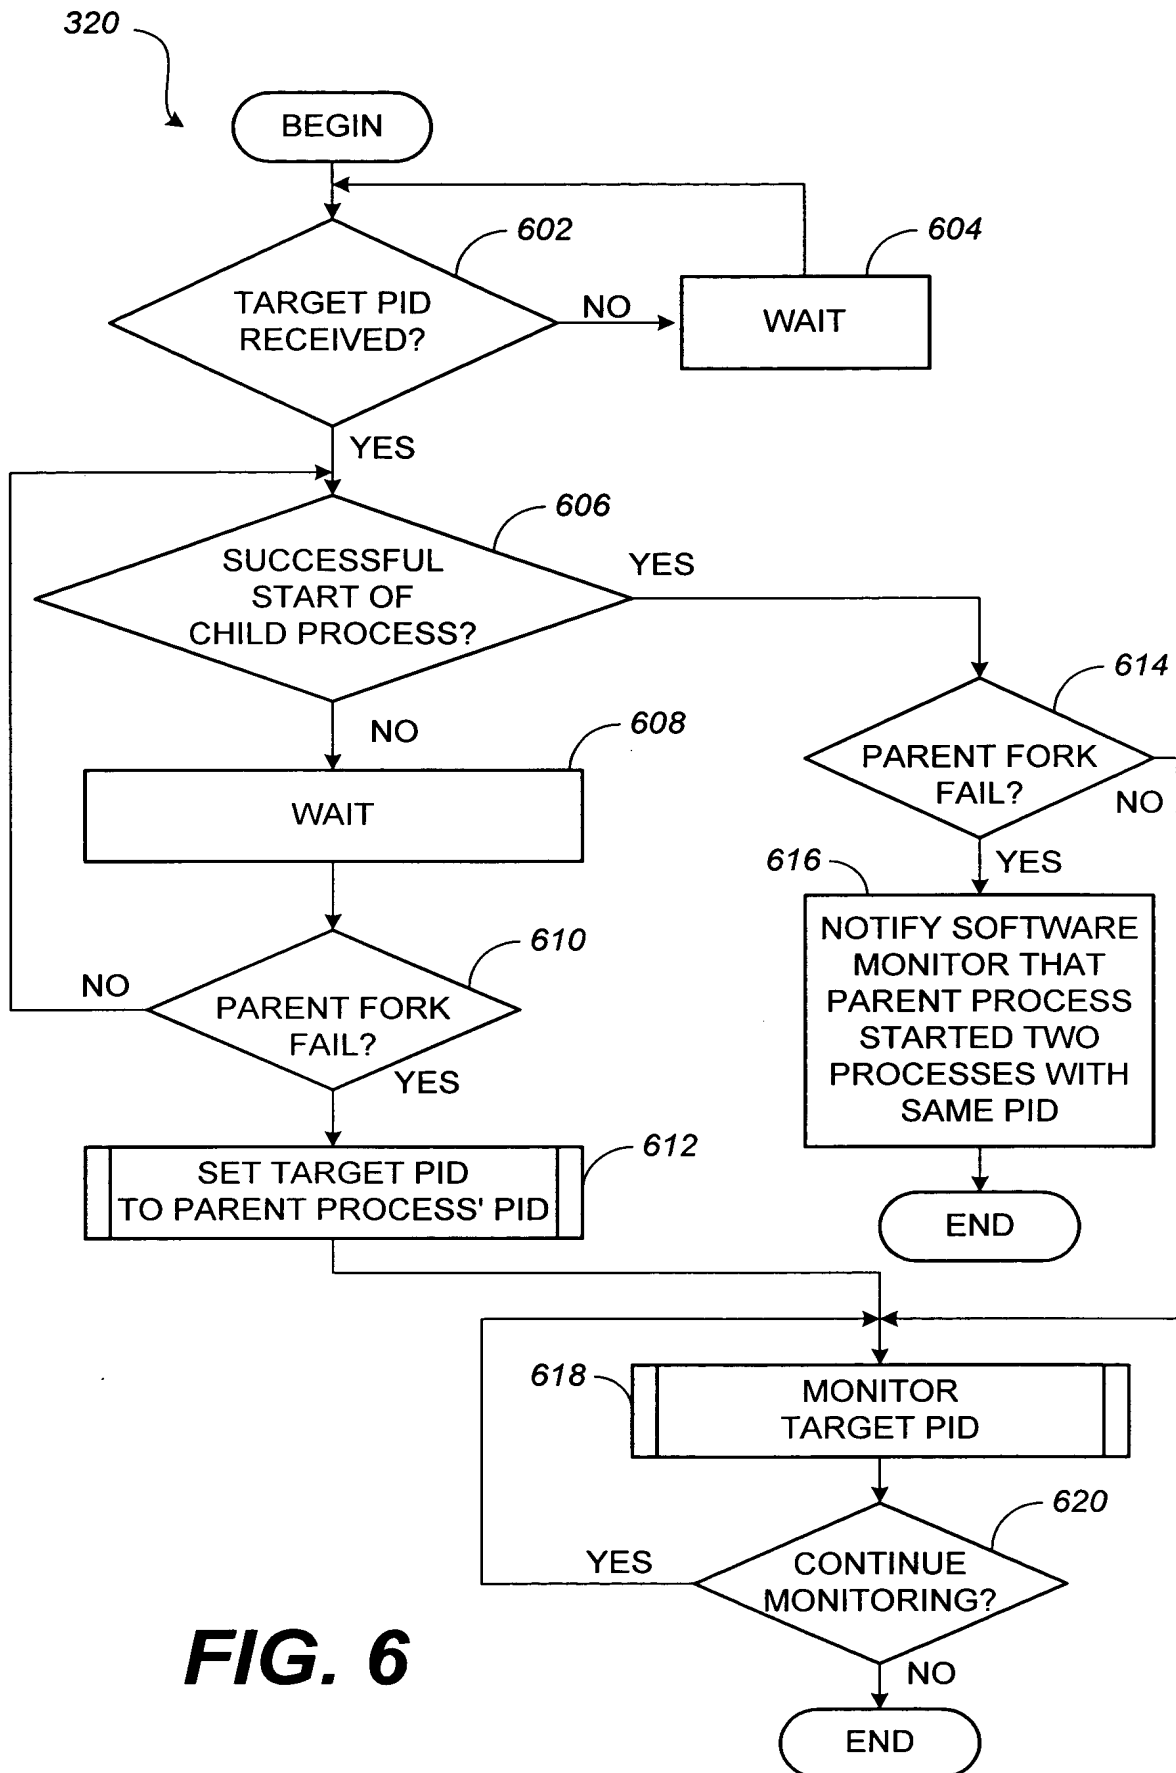 320
BEGIN
602
604
TARGET PID
RECEIVED?
NO
WAIT
YES
606
SUCCESSFUL
START OF
CHILD PROCESS?
YES
614
NO
608
PARENT FORK
FAIL?
NO
WAIT
616
YES
610
NOTIFY SOFTWARE
MONITOR THAT
PARENT PROCESS
STARTED TWO
PROCESSES WITH
SAME PID
NO
PARENT FORK
FAIL?
YES
612
SET TARGET PID
TO PARENT PROCESS' PID
END
618
MONITOR
TARGET PID
620
YES
CONTINUE
MONITORING?
FIG. 6
NO
END